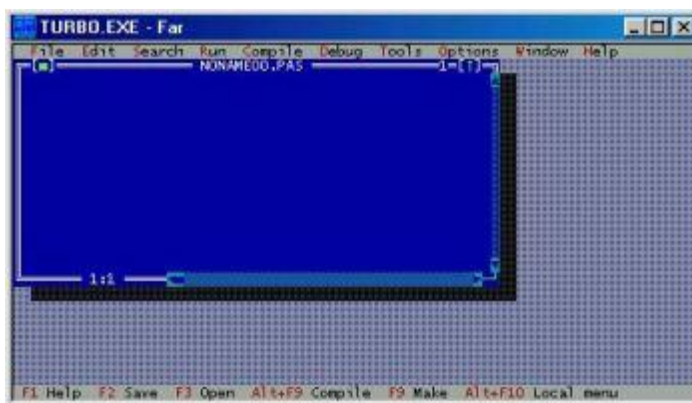 TURBO.EXE - Far
File Edit Search Run Compile Debug Tools Options Window Help
NONAME00.PAS 1=[↑]
1:1
F1 Help F2 Save F3 Open Alt+F9 Compile F9 Make Alt+F10 Local menu